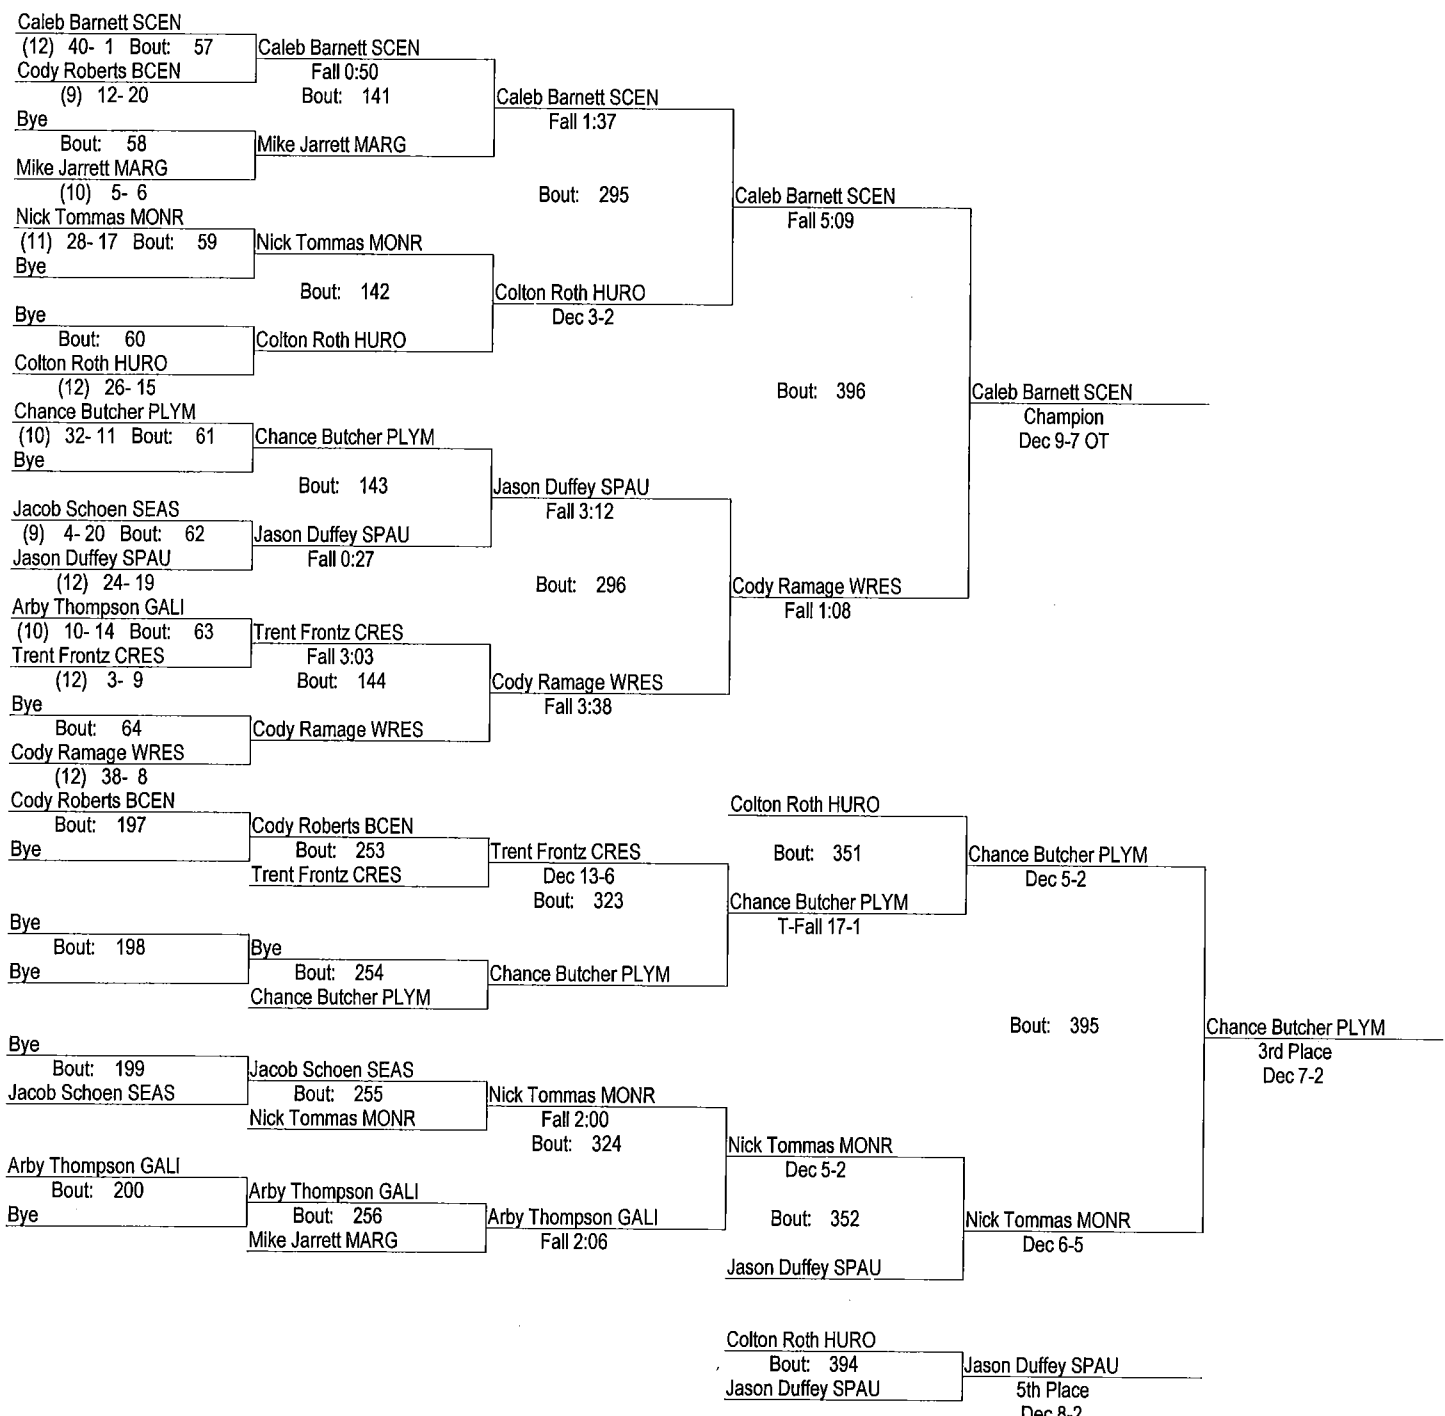 Caleb Barnett SCEN
(12) 40- 1 Bout: 57
Cody Roberts BCEN
(9) 12- 20
Bye
Bout: 58
Mike Jarrett MARG
(10) 5- 6
Nick Tommas MONR
(11) 28- 17 Bout: 59
Bye
Bye
Bout: 60
Colton Roth HURO
(12) 26- 15
Chance Butcher PLYM
(10) 32- 11 Bout: 61
Bye
Jacob Schoen SEAS
(9) 4- 20 Bout: 62
Jason Duffey SPAU
(12) 24- 19
Arby Thompson GALI
(10) 10- 14 Bout: 63
Trent Frontz CRES
(12) 3- 9
Bye
Bout: 64
Cody Ramage WRES
(12) 38- 8
Caleb Barnett SCEN
Fall 0:50
Bout: 141
Mike Jarrett MARG
Nick Tommas MONR
Bout: 142
Colton Roth HURO
Chance Butcher PLYM
Bout: 143
Jason Duffey SPAU
Fall 0:27
Trent Frontz CRES
Fall 3:03
Bout: 144
Cody Ramage WRES
Caleb Barnett SCEN
Fall 1:37
Bout: 295
Colton Roth HURO
Dec 3-2
Jason Duffey SPAU
Fall 3:12
Bout: 296
Cody Ramage WRES
Fall 3:38
Caleb Barnett SCEN
Fall 5:09
Bout: 396
Cody Ramage WRES
Fall 1:08
Caleb Barnett SCEN
Champion
Dec 9-7 OT
Cody Roberts BCEN
Bout: 197
Bye
Bye
Bout: 198
Bye
Bye
Bout: 199
Jacob Schoen SEAS
Arby Thompson GALI
Bout: 200
Bye
Cody Roberts BCEN
Bout: 253
Trent Frontz CRES
Bye
Bout: 254
Chance Butcher PLYM
Jacob Schoen SEAS
Bout: 255
Nick Tommas MONR
Arby Thompson GALI
Bout: 256
Mike Jarrett MARG
Trent Frontz CRES
Dec 13-6
Bout: 323
Chance Butcher PLYM
Nick Tommas MONR
Fall 2:00
Bout: 324
Arby Thompson GALI
Fall 2:06
Colton Roth HURO
Bout: 351
Chance Butcher PLYM
T-Fall 17-1
Nick Tommas MONR
Dec 5-2
Bout: 352
Jason Duffey SPAU
Chance Butcher PLYM
Dec 5-2
Bout: 395
Nick Tommas MONR
Dec 6-5
Chance Butcher PLYM
3rd Place
Dec 7-2
Colton Roth HURO
Bout: 394
Jason Duffey SPAU
Jason Duffey SPAU
5th Place
Dec 8-2